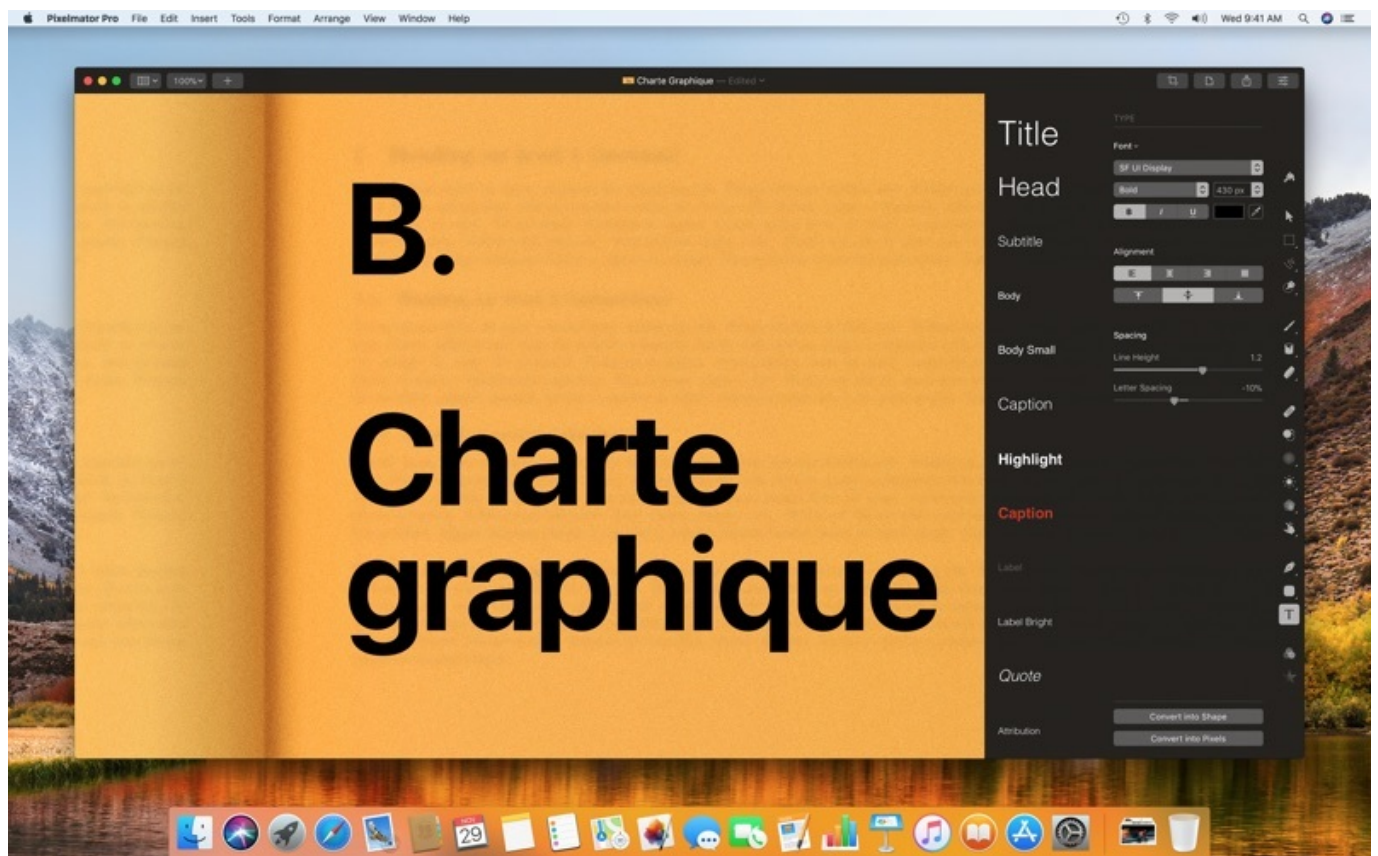 Pixelmator Pro File Edit Insert Tools Format Arrange View Window Help
Wed 9:41 AM
100%
Charte Graphique — Edited
B.
Charte
graphique
Title
Head
Subtitle
Body
Body Small
Caption
Highlight
Caption
Label
Label Bright
Quote
Attribution
TYPE
Font
SF UI Display
Bold
430 px
B I U
Alignment
Spacing
Line Height 1.2
Letter Spacing -10%
Convert into Shape
Convert into Pixels
T
NOV
29